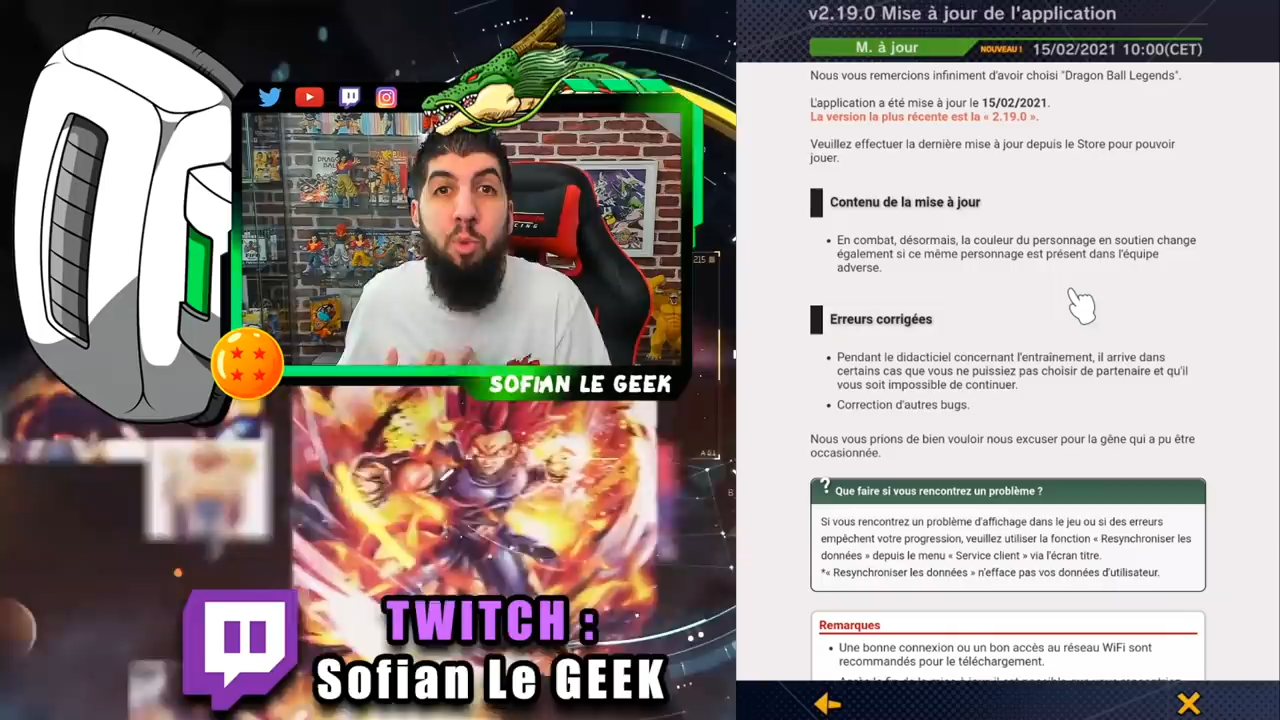 v2.19.0 Mise à jour de l'application
M. à jour
NOUVEAU !
15/02/2021 10:00(CET)
Nous vous remercions infiniment d'avoir choisi "Dragon Ball Legends".
L'application a été mise à jour le 15/02/2021.
La version la plus récente est la « 2.19.0 ».
Veuillez effectuer la dernière mise à jour depuis le Store pour pouvoir
jouer.
Contenu de la mise à jour
• En combat, désormais, la couleur du personnage en soutien change
également si ce même personnage est présent dans l'équipe
adverse.
Erreurs corrigées
• Pendant le didacticiel concernant l'entraînement, il arrive dans
certains cas que vous ne puissiez pas choisir de partenaire et qu'il
vous soit impossible de continuer.
• Correction d'autres bugs.
Nous vous prions de bien vouloir nous excuser pour la gêne qui a pu être
occasionnée.
? Que faire si vous rencontrez un problème ?
Si vous rencontrez un problème d'affichage dans le jeu ou si des erreurs
empêchent votre progression, veuillez utiliser la fonction « Resynchroniser les
données » depuis le menu « Service client » via l'écran titre.
*« Resynchroniser les données » n'efface pas vos données d'utilisateur.
Remarques
• Une bonne connexion ou un bon accès au réseau WiFi sont
recommandés pour le téléchargement.
SOFIAN LE GEEK
TWITCH :
Sofian Le GEEK
215